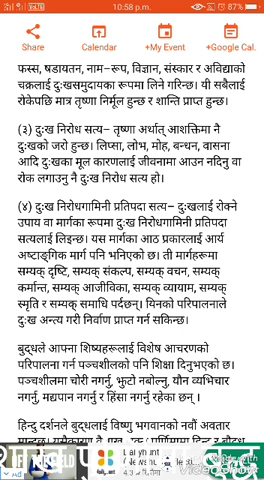 10:58 p.m.
Share
Calendar
+My Event
+Google Cal.
फस्स, षडायतन, नाम–रूप, विज्ञान, संस्कार र अविद्याको
चक्रलाई दुःखसमुदायका रूपमा लिने गरिन्छ। यी सबैलाई
रोकेपछि मात्र तृष्णा निर्मूल हुन्छ र शान्ति प्राप्त हुन्छ।
(३) दुःख निरोध सत्य– तृष्णा अर्थात् आशक्तिमा नै
दुःखको जरो हुन्छ। लिप्सा, लोभ, मोह, बन्धन, वासना
आदि दुःखका मूल कारणलाई जीवनामा आउन नदिनु वा
रोक लगाउनु नै दुःख निरोध सत्य हो।
(४) दुःख निरोधगामिनी प्रतिपदा सत्य– दुःखलाई रोक्ने
उपाय वा मार्गका रूपमा दुःख निरोधगामिनी प्रतिपदा
सत्यलाई लिइन्छ। यस मार्गका आठ प्रकारलाई आर्य
अष्टाङ्गिक मार्ग पनि भनिएको छ। ती मार्गहरूमा
सम्यक् दृष्टि, सम्यक् संकल्प, सम्यक् वचन, सम्यक्
कर्मान्त, सम्यक् आजीविका, सम्यक् व्यायाम, सम्यक्
स्मृति र सम्यक् समाधि पर्दछन्। यिनको परिपालनाले
दुःख अन्त्य गरी निर्वाण प्राप्त गर्न सकिन्छ।
बुद्धले आफ्ना शिष्यहरूलाई विशेष आचरणको
परिपालना गर्न पञ्चशीलको पनि शिक्षा दिनुभएको छ।
पञ्चशीलमा चोरी नगर्नु, झुटो नबोल्नु, यौन व्यभिचार
नगर्नु, मद्यपान नगर्नु र हिंसा नगर्नु रहेका छन् ।
हिन्दु दर्शनले बुद्धलाई विष्णु भगवानको नवौं अवतार